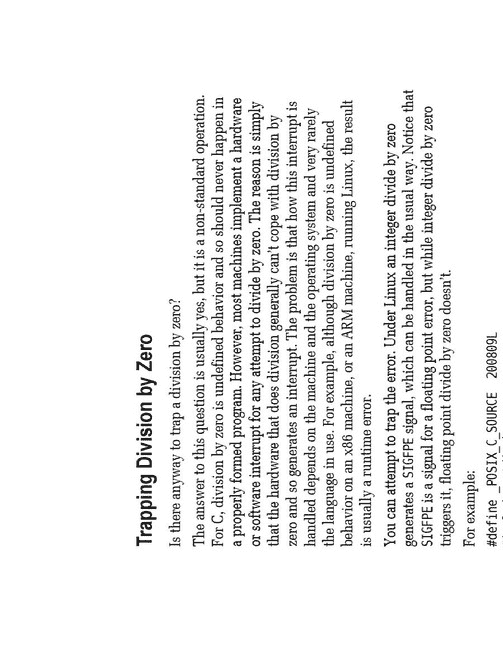 Trapping Division by Zero
Is there anyway to trap a division by zero?
The answer to this question is usually yes, but it is a non-standard operation.
For C, division by zero is undefined behavior and so should never happen in
a properly formed program. However, most machines implement a hardware
or software interrupt for any attempt to divide by zero. The reason is simply
that the hardware that does division generally can't cope with division by
zero and so generates an interrupt. The problem is that how this interrupt is
handled depends on the machine and the operating system and very rarely
the language in use. For example, although division by zero is undefined
behavior on an x86 machine, or an ARM machine, running Linux, the result
is usually a runtime error.
You can attempt to trap the error. Under Linux an integer divide by zero
generates a SIGFPE signal, which can be handled in the usual way. Notice that
SIGFPE is a signal for a floating point error, but while integer divide by zero
triggers it, floating point divide by zero doesn't.
For example:
#define _POSIX_C_SOURCE 200809L